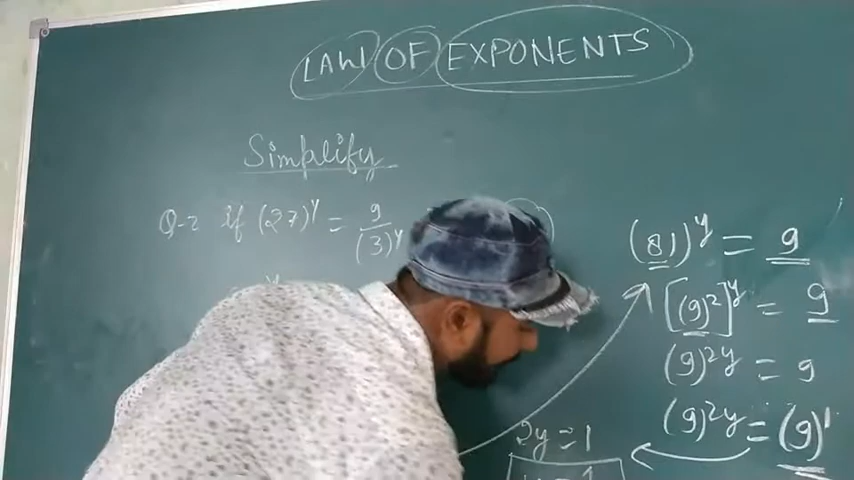 LAW OF EXPONENTS
Simplify
Q-2 If (27)^y = 9/(3)^y
(81)^y = 9
[(9)^2]^y = 9
(9)^2y = 9
(9)^2y = (9)^1
2y = 1